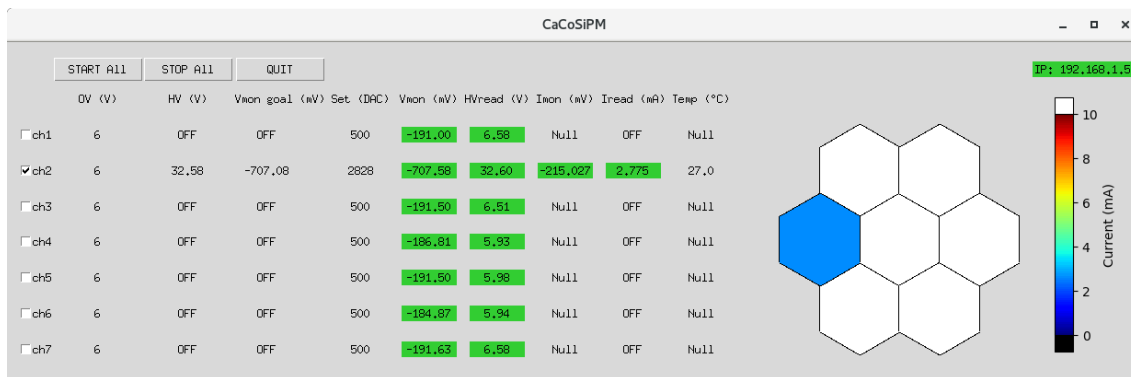 CaCoSiPM
START All STOP All QUIT IP: 192.168.1.5
OV (V) HV (V) Vmon goal (mV) Set (DAC) Vmon (mV) HVread (V) Imon (mV) Iread (mA) Temp (°C)
ch1 6 OFF OFF 500 -191.00 6.58 Null OFF Null
ch2 6 32.58 -707.08 2828 -707.58 32.60 -215.027 2.775 27.0
ch3 6 OFF OFF 500 -191.50 6.51 Null OFF Null
ch4 6 OFF OFF 500 -186.81 5.93 Null OFF Null
ch5 6 OFF OFF 500 -191.50 5.98 Null OFF Null
ch6 6 OFF OFF 500 -184.87 5.94 Null OFF Null
ch7 6 OFF OFF 500 -191.63 6.58 Null OFF Null
10
8
6
4
2
0
Current (mA)